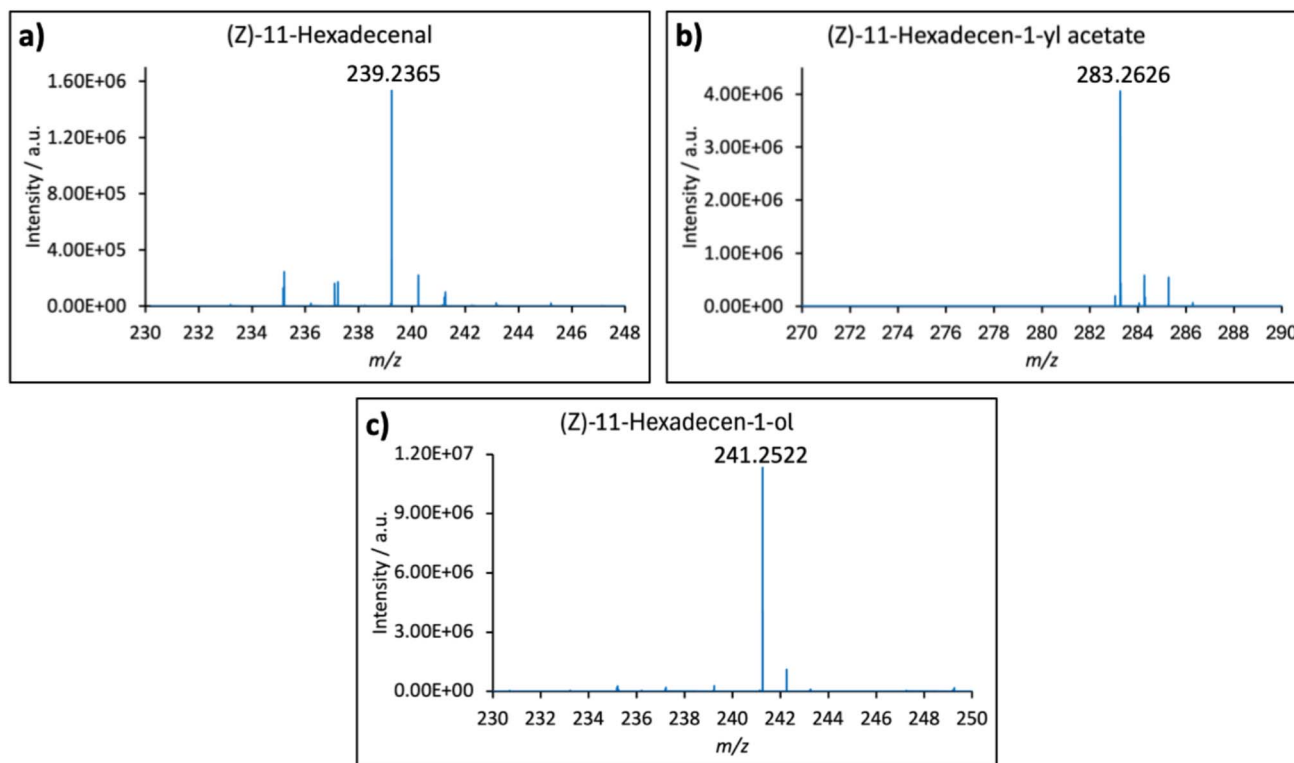 a)
(Z)-11-Hexadecenal
239.2365
1.60E+06
1.20E+06
8.00E+05
4.00E+05
0.00E+00
Intensity / a.u.
230 232 234 236 238 240 242 244 246 248
m/z
b)
(Z)-11-Hexadecen-1-yl acetate
283.2626
4.00E+06
3.00E+06
2.00E+06
1.00E+06
0.00E+00
Intensity / a.u.
270 272 274 276 278 280 282 284 286 288 290
m/z
c)
(Z)-11-Hexadecen-1-ol
241.2522
1.20E+07
9.00E+06
6.00E+06
3.00E+06
0.00E+00
Intensity / a.u.
230 232 234 236 238 240 242 244 246 248 250
m/z